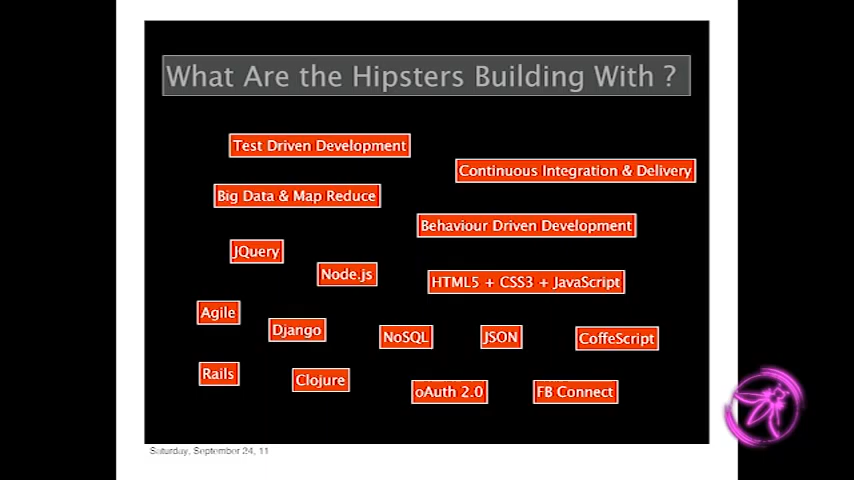 What Are the Hipsters Building With ?
Test Driven Development
Continuous Integration & Delivery
Big Data & Map Reduce
Behaviour Driven Development
JQuery
Node.js
HTML5 + CSS3 + JavaScript
Agile
Django
NoSQL
JSON
CoffeScript
Rails
Clojure
oAuth 2.0
FB Connect
Saturday, September 24, 11